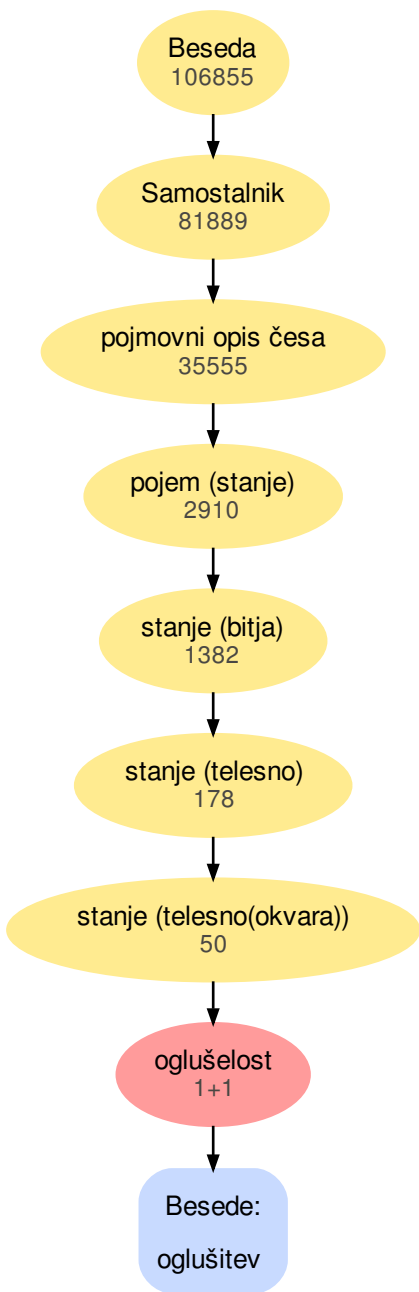 Beseda
106855
Samostalnik
81889
pojmovni opis česa
35555
pojem (stanje)
2910
stanje (bitja)
1382
stanje (telesno)
178
stanje (telesno(okvara))
50
oglušelost
1+1
Besede:
oglušitev